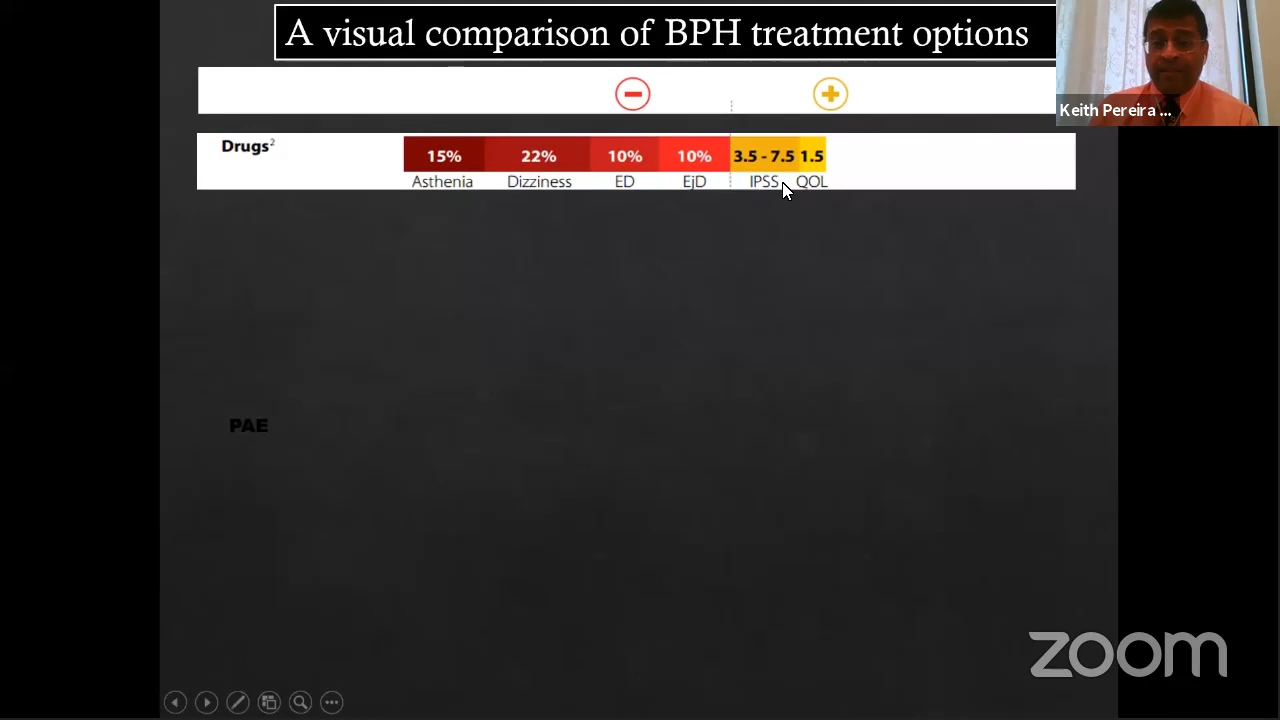 A visual comparison of BPH treatment options
Keith Pereira ...
Drugs2
15% 22% 10% 10% 3.5 - 7.5 1.5
Asthenia Dizziness ED EjD IPSS QOL
PAE
zoom